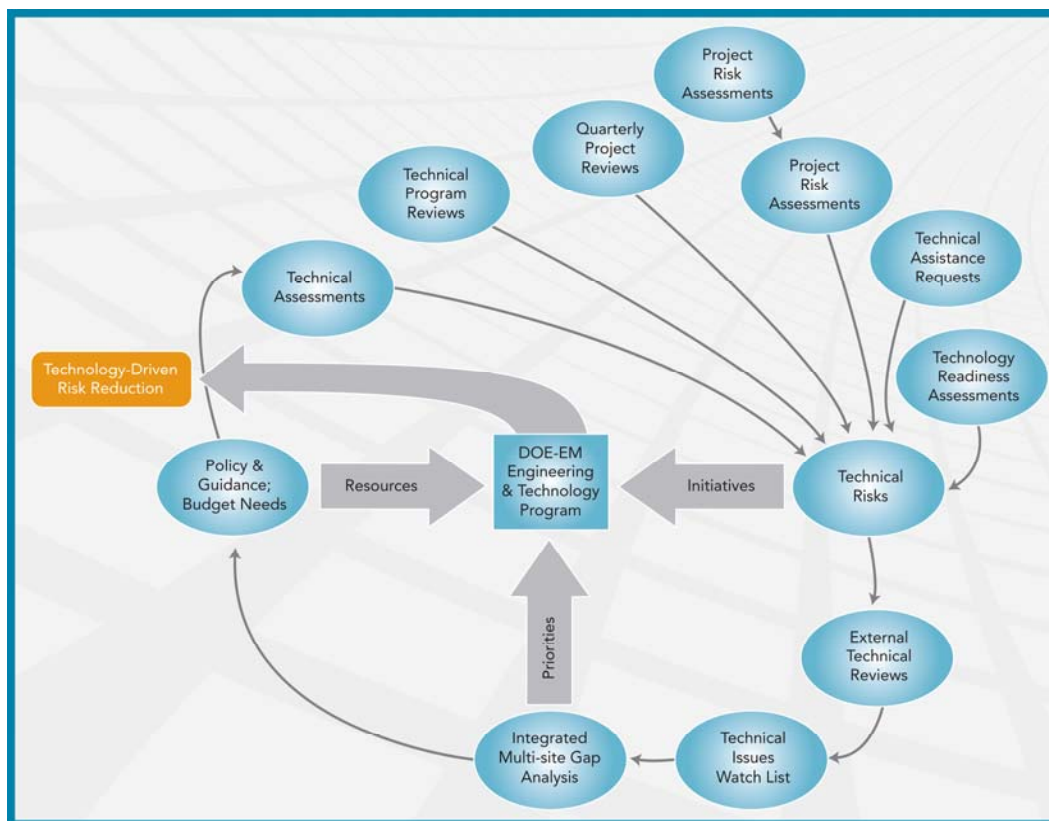 Project
Risk
Assessments
Quarterly
Project
Reviews
Project
Risk
Assessments
Technical
Program
Reviews
Technical
Assistance
Requests
Technical
Assessments
Technology
Readiness
Assessments
Technology-Driven
Risk Reduction
Policy &
Guidance;
Budget Needs
Resources
DOE-EM
Engineering
& Technology
Program
Initiatives
Technical
Risks
Priorities
External
Technical
Reviews
Integrated
Multi-site Gap
Analysis
Technical
Issues
Watch List